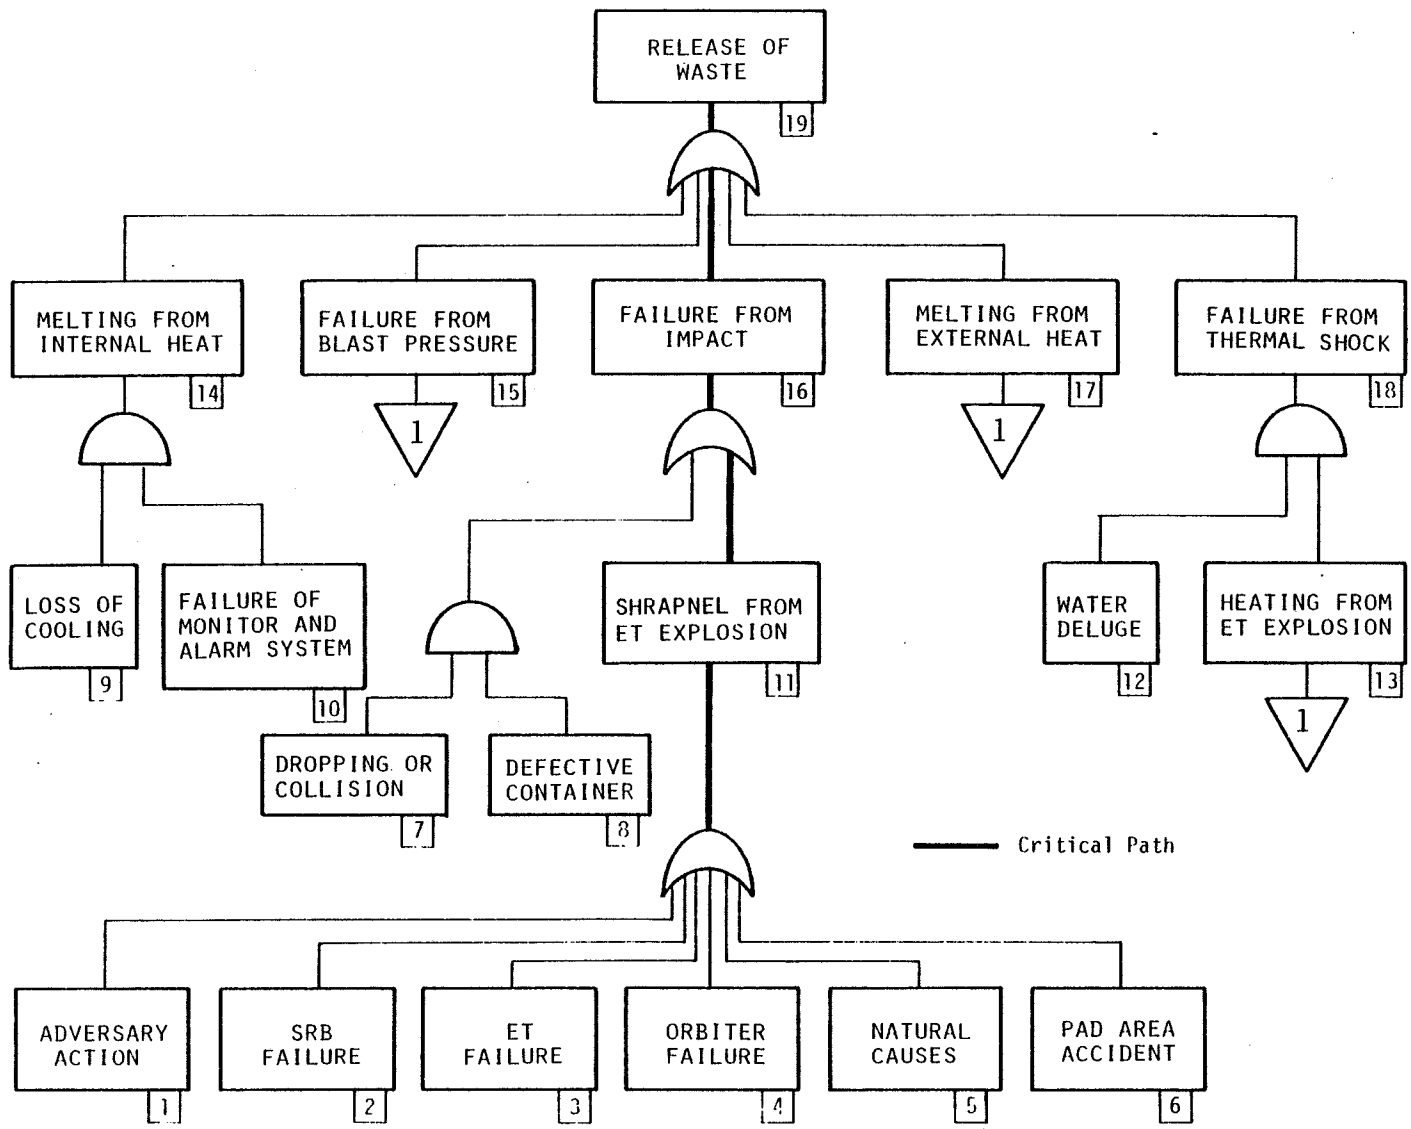 RELEASE OF
WASTE
19
MELTING FROM
INTERNAL HEAT
14
FAILURE FROM
BLAST PRESSURE
15
1
FAILURE FROM
IMPACT
16
MELTING FROM
EXTERNAL HEAT
17
1
FAILURE FROM
THERMAL SHOCK
18
LOSS OF
COOLING
9
FAILURE OF
MONITOR AND
ALARM SYSTEM
10
SHRAPNEL FROM
ET EXPLOSION
11
WATER
DELUGE
12
HEATING FROM
ET EXPLOSION
13
1
DROPPING OR
COLLISION
7
DEFECTIVE
CONTAINER
8
Critical Path
ADVERSARY
ACTION
1
SRB
FAILURE
2
ET
FAILURE
3
ORBITER
FAILURE
4
NATURAL
CAUSES
5
PAD AREA
ACCIDENT
6